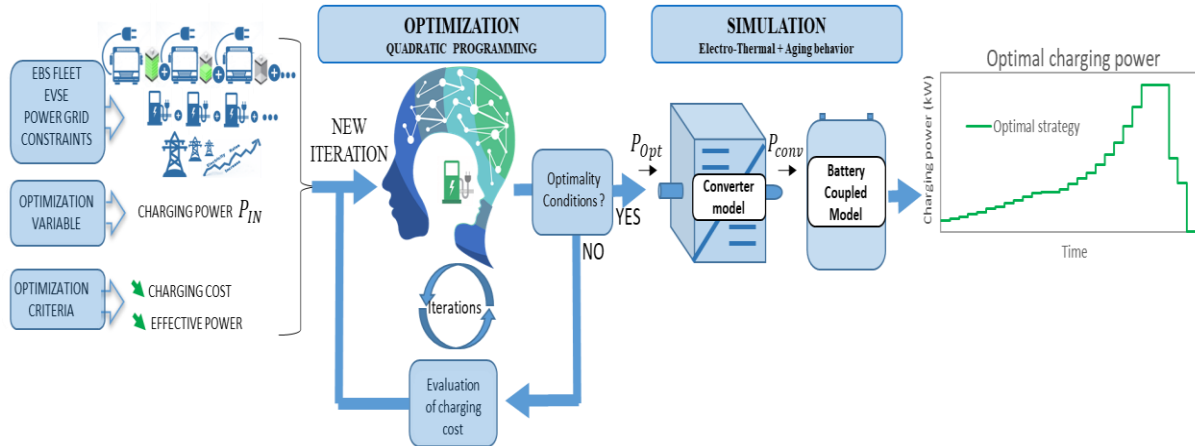 OPTIMIZATION
QUADRATIC PROGRAMMING
SIMULATION
Electro-Thermal + Aging behavior
EBS FLEET
EVSE
POWER GRID
CONSTRAINTS
OPTIMIZATION
VARIABLE
CHARGING POWER P_IN
OPTIMIZATION
CRITERIA
CHARGING COST
EFFECTIVE POWER
NEW
ITERATION
Iterations
Optimality
Conditions ?
YES
NO
Evaluation
of charging
cost
P_Opt
Converter
model
P_conv
Battery
Coupled
Model
Optimal charging power
Charging power (kW)
Optimal strategy
Time